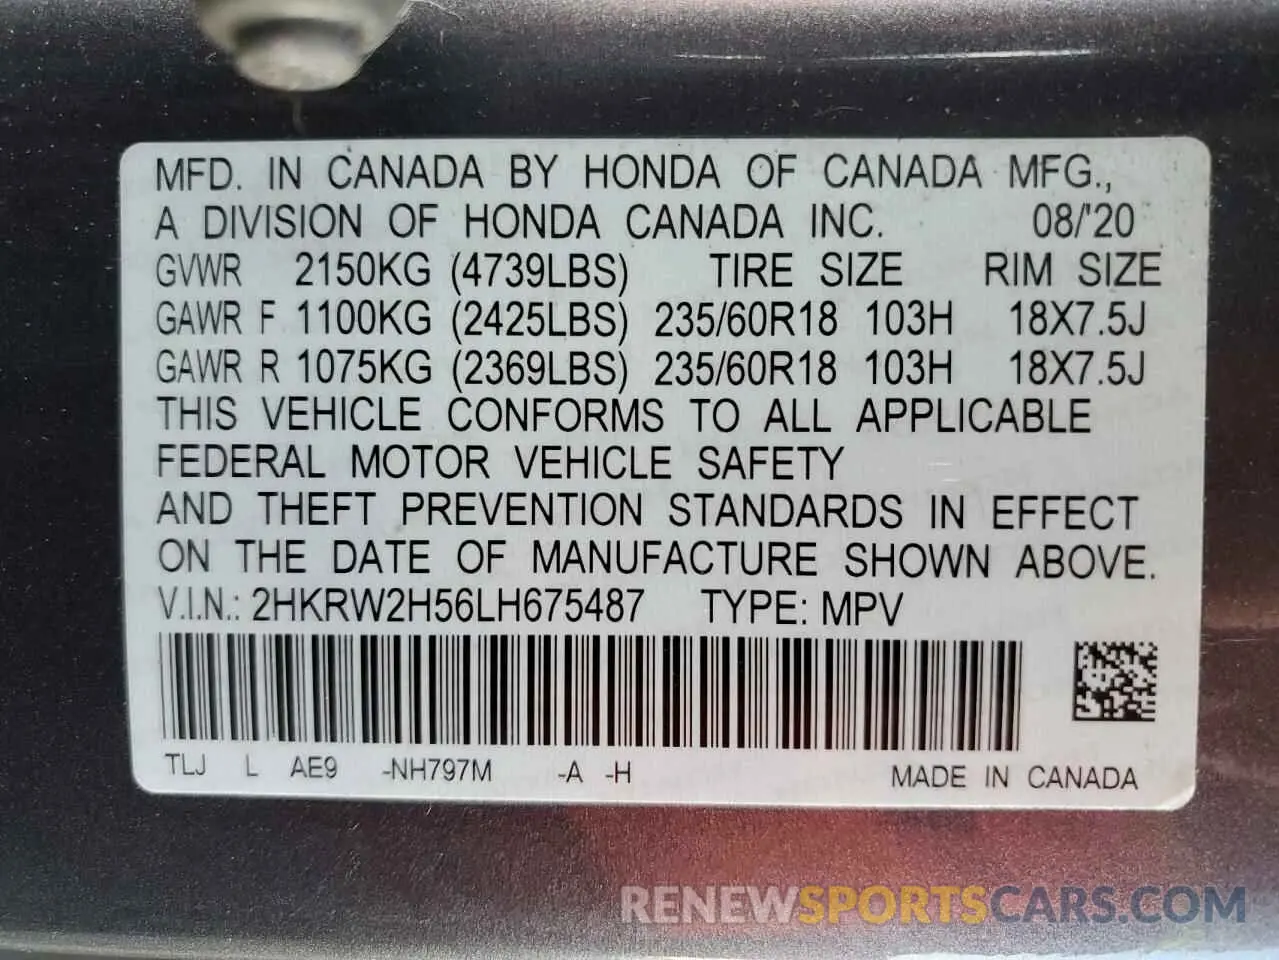 MFD. IN CANADA BY HONDA OF CANADA MFG.,
A DIVISION OF HONDA CANADA INC. 08/'20
GVWR 2150KG (4739LBS) TIRE SIZE RIM SIZE
GAWR F 1100KG (2425LBS) 235/60R18 103H 18X7.5J
GAWR R 1075KG (2369LBS) 235/60R18 103H 18X7.5J
THIS VEHICLE CONFORMS TO ALL APPLICABLE
FEDERAL MOTOR VEHICLE SAFETY
AND THEFT PREVENTION STANDARDS IN EFFECT
ON THE DATE OF MANUFACTURE SHOWN ABOVE.
V.I.N.: 2HKRW2H56LH675487 TYPE: MPV
TLJ L AE9 -NH797M -A -H MADE IN CANADA
RENEWSPORTSCARS.COM